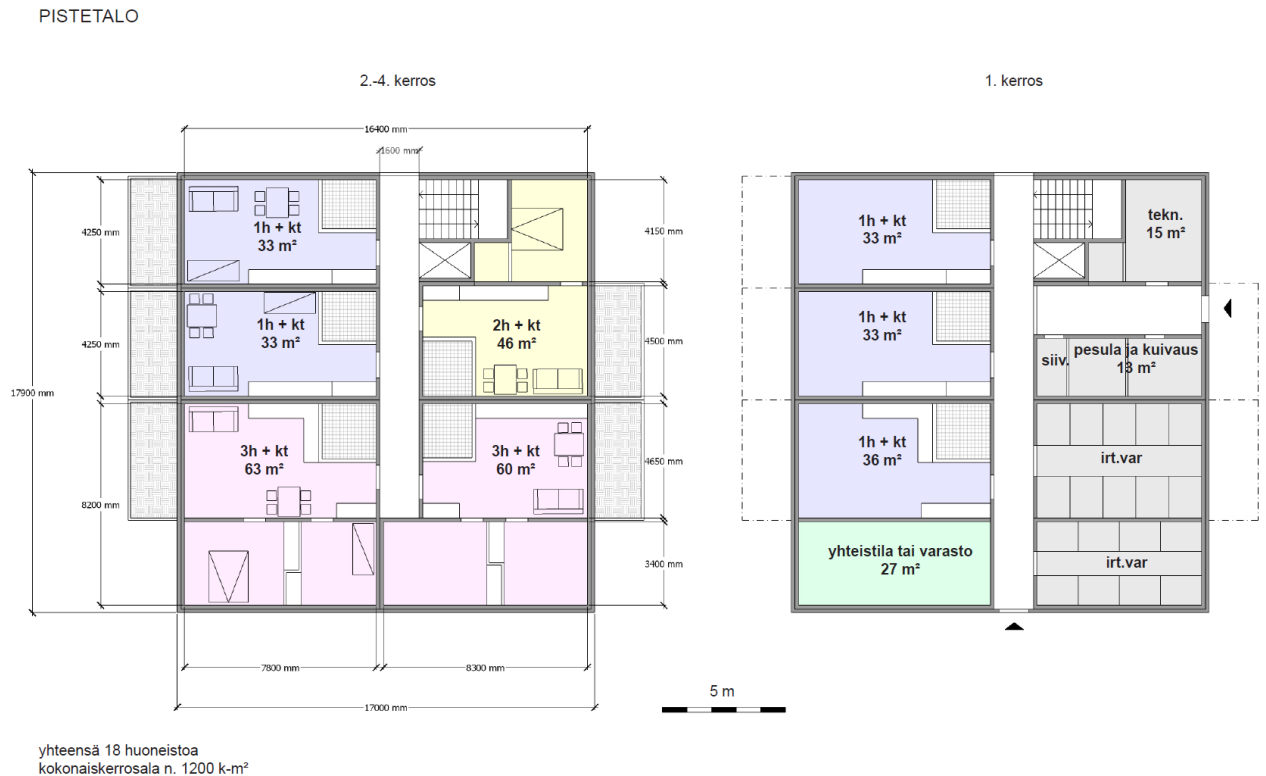 PISTETALO
2.-4. kerros
1. kerros
16400 mm
1600 mm
4250 mm
4250 mm
17900 mm
8200 mm
4150 mm
4500 mm
4650 mm
3400 mm
7800 mm
8300 mm
17000 mm
1h + kt
33 m²
1h + kt
33 m²
2h + kt
46 m²
3h + kt
63 m²
3h + kt
60 m²
1h + kt
33 m²
tekn.
15 m²
1h + kt
33 m²
siiv.
pesula ja kuivaus
13 m²
1h + kt
36 m²
irt.var
yhteistila tai varasto
27 m²
irt.var
5 m
yhteensä 18 huoneistoa
kokonaiskerrosala n. 1200 k-m²